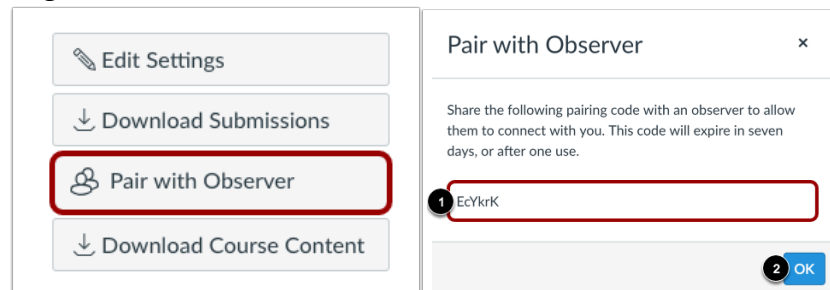 Edit Settings
Download Submissions
Pair with Observer
Download Course Content
Pair with Observer ×
Share the following pairing code with an observer to allow
them to connect with you. This code will expire in seven
days, or after one use.
1 EcYkrK
2 OK